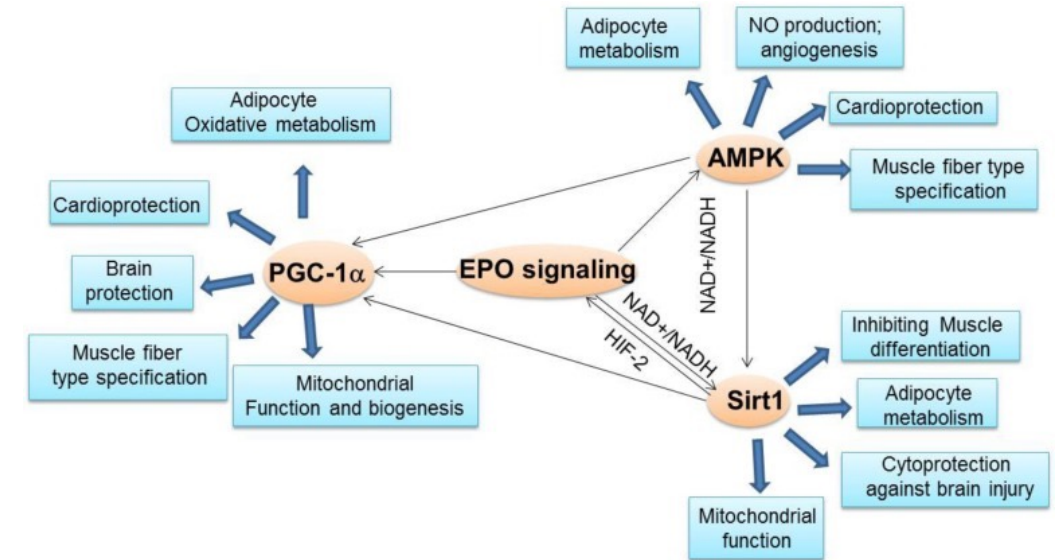 Adipocyte
metabolism
NO production;
angiogenesis
Adipocyte
Oxidative metabolism
Cardioprotection
AMPK
Muscle fiber type
specification
Cardioprotection
NAD+/NADH
Brain
protection
PGC-1α
EPO signaling
NAD+/NADH
HIF-2
Muscle fiber
type specification
Mitochondrial
Function and biogenesis
Inhibiting Muscle
differentiation
Sirt1
Adipocyte
metabolism
Cytoprotection
against brain injury
Mitochondrial
function